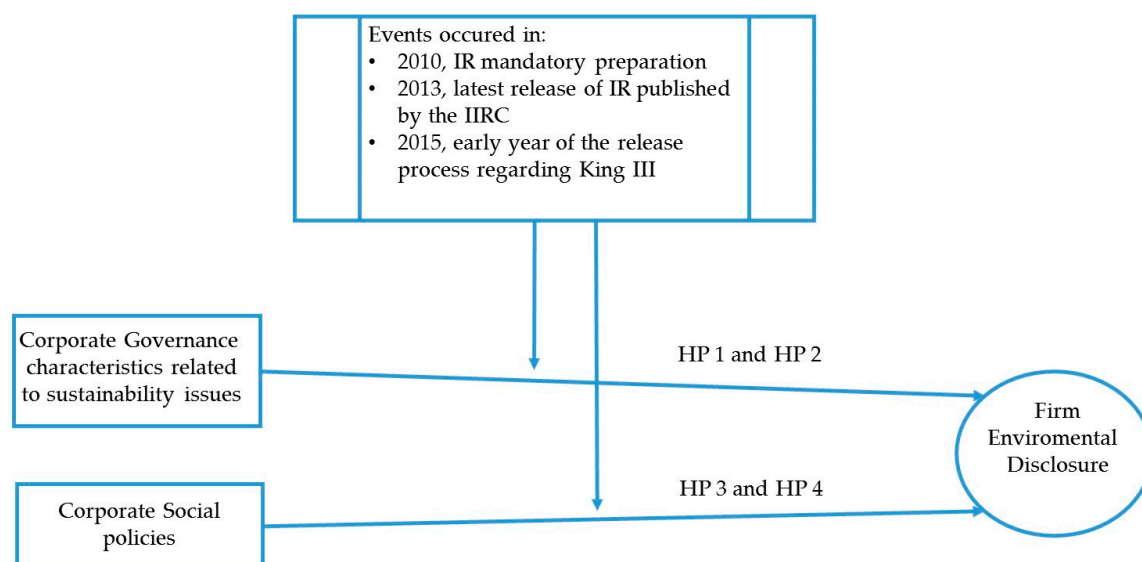 Events occured in:
• 2010, IR mandatory preparation
• 2013, latest release of IR published
by the IIRC
• 2015, early year of the release
process regarding King III
Corporate Governance
characteristics related
to sustainability issues
HP 1 and HP 2
Firm
Enviromental
Disclosure
HP 3 and HP 4
Corporate Social
policies